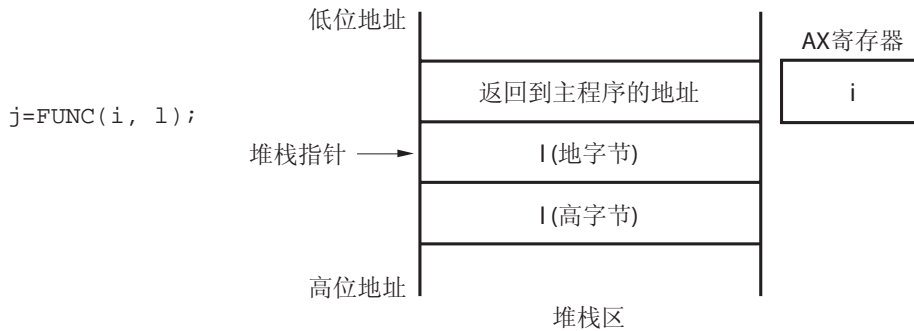 低位地址
AX寄存器
返回到主程序的地址
i
j=FUNC(i, l);
堆栈指针
l (地字节)
l (高字节)
高位地址
堆栈区